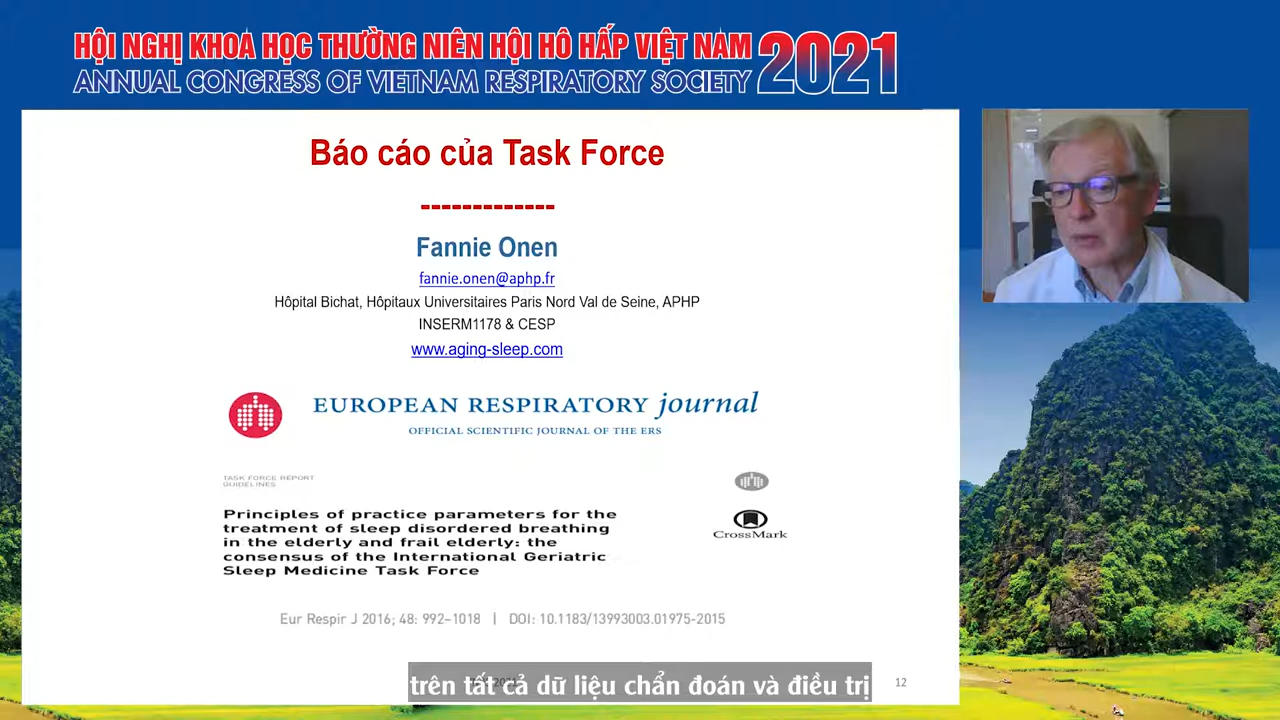 HỘI NGHỊ KHOA HỌC THƯỜNG NIÊN HỘI HÔ HẤP VIỆT NAM 2021
ANNUAL CONGRESS OF VIETNAM RESPIRATORY SOCIETY
Báo cáo của Task Force
-------------
Fannie Onen
fannie.onen@aphp.fr
Hôpital Bichat, Hôpitaux Universitaires Paris Nord Val de Seine, APHP
INSERM1178 & CESP
www.aging-sleep.com
EUROPEAN RESPIRATORY journal
OFFICIAL SCIENTIFIC JOURNAL OF THE ERS
TASK FORCE REPORT
GUIDELINES
Principles of practice parameters for the
treatment of sleep disordered breathing
in the elderly and frail elderly: the
consensus of the International Geriatric
Sleep Medicine Task Force
CrossMark
Eur Respir J 2016; 48: 992–1018 | DOI: 10.1183/13993003.01975-2015
trên tất cả dữ liệu chẩn đoán và điều trị
12